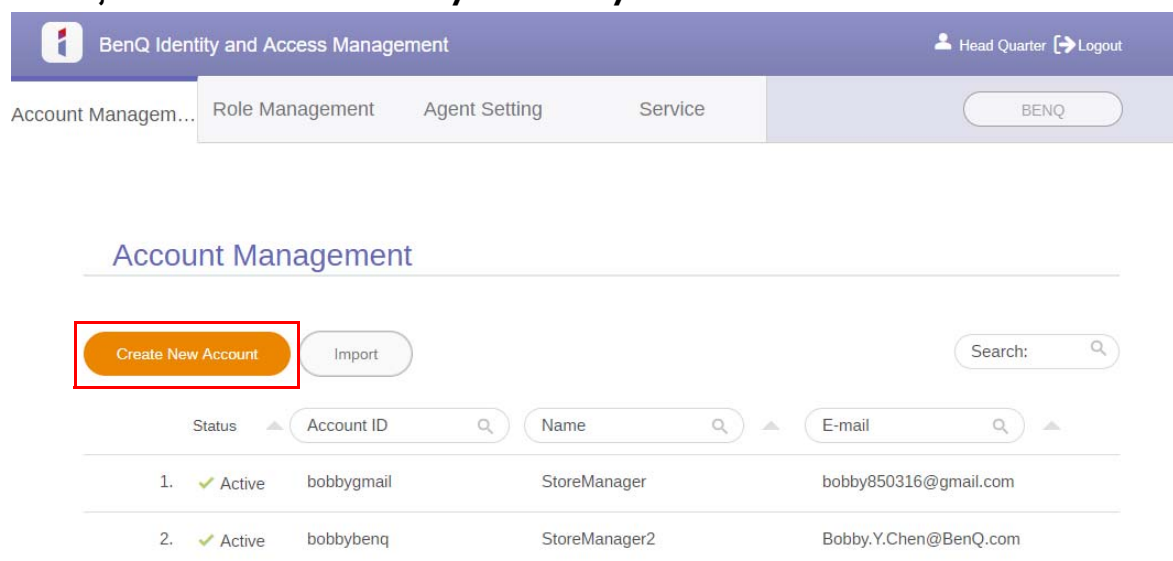 BenQ Identity and Access Management
Head Quarter Logout
Account Managem... Role Management Agent Setting Service BENQ
Account Management
Create New Account Import Search:
Status Account ID Name E-mail
1. Active bobbygmail StoreManager bobby850316@gmail.com
2. Active bobbybenq StoreManager2 Bobby.Y.Chen@BenQ.com